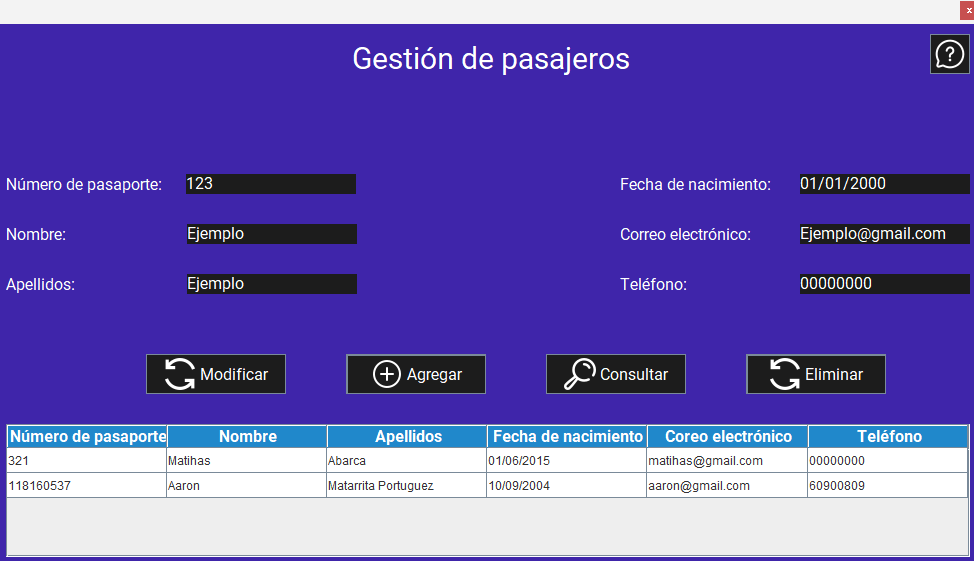 x
Gestión de pasajeros
?
Número de pasaporte: 123 Fecha de nacimiento: 01/01/2000
Nombre: Ejemplo Correo electrónico: Ejemplo@gmail.com
Apellidos: Ejemplo Teléfono: 00000000
Modificar Agregar Consultar Eliminar
Número de pasaporte Nombre Apellidos Fecha de nacimiento Coreo electrónico Teléfono
321 Matihas Abarca 01/06/2015 matihas@gmail.com 00000000
118160537 Aaron Matarrita Portuguez 10/09/2004 aaron@gmail.com 60900809